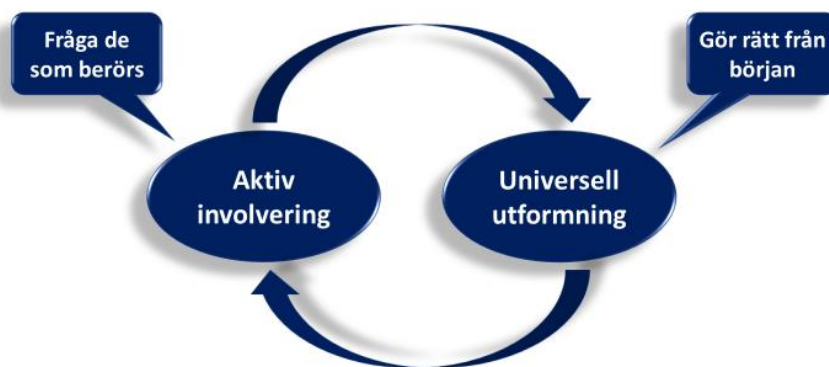 Fråga de
som berörs
Gör rätt från
början
Aktiv
involvering
Universell
utformning